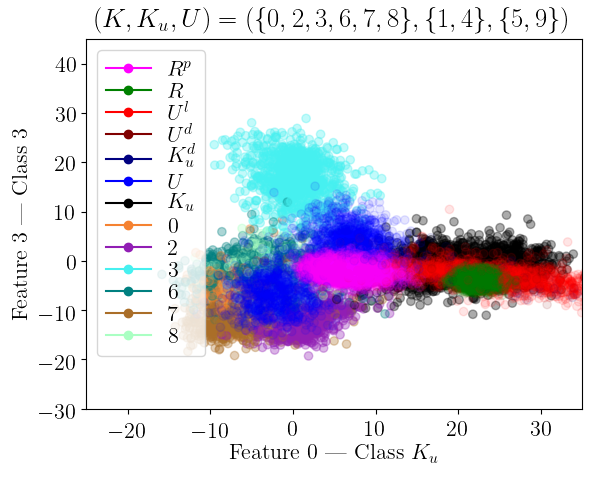 (K, K_u, U) = ({0, 2, 3, 6, 7, 8}, {1, 4}, {5, 9})
Feature 3 — Class 3
40
30
20
10
0
−10
−20
−30
R^p
R
U^l
U^d
K_u^d
U
K_u
0
2
3
6
7
8
−20 −10 0 10 20 30
Feature 0 — Class K_u